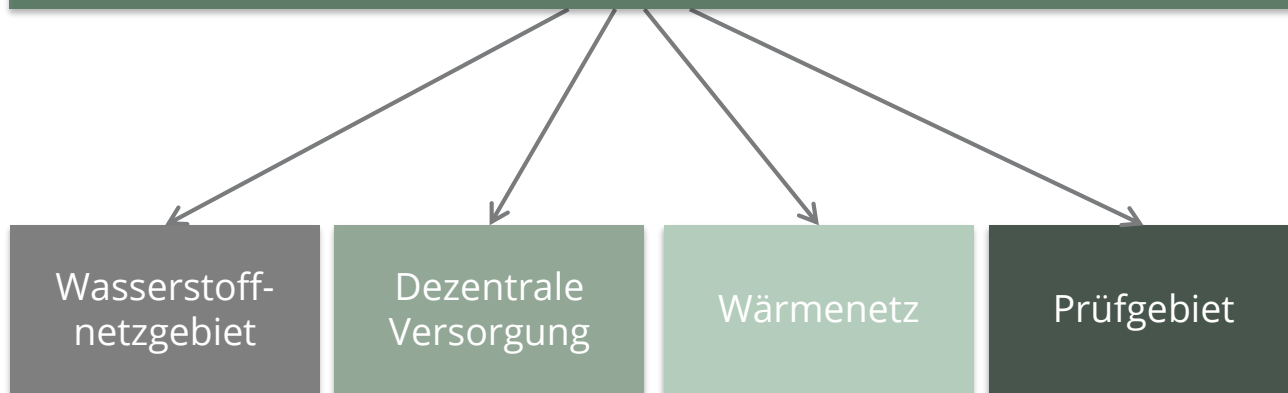 Wasserstoff-
netzgebiet
Dezentrale
Versorgung
Wärmenetz
Prüfgebiet